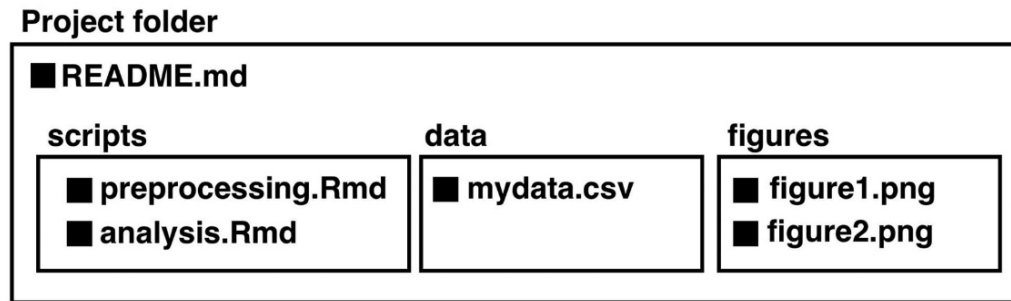 Project folder
README.md
scripts
preprocessing.Rmd
analysis.Rmd
data
mydata.csv
figures
figure1.png
figure2.png